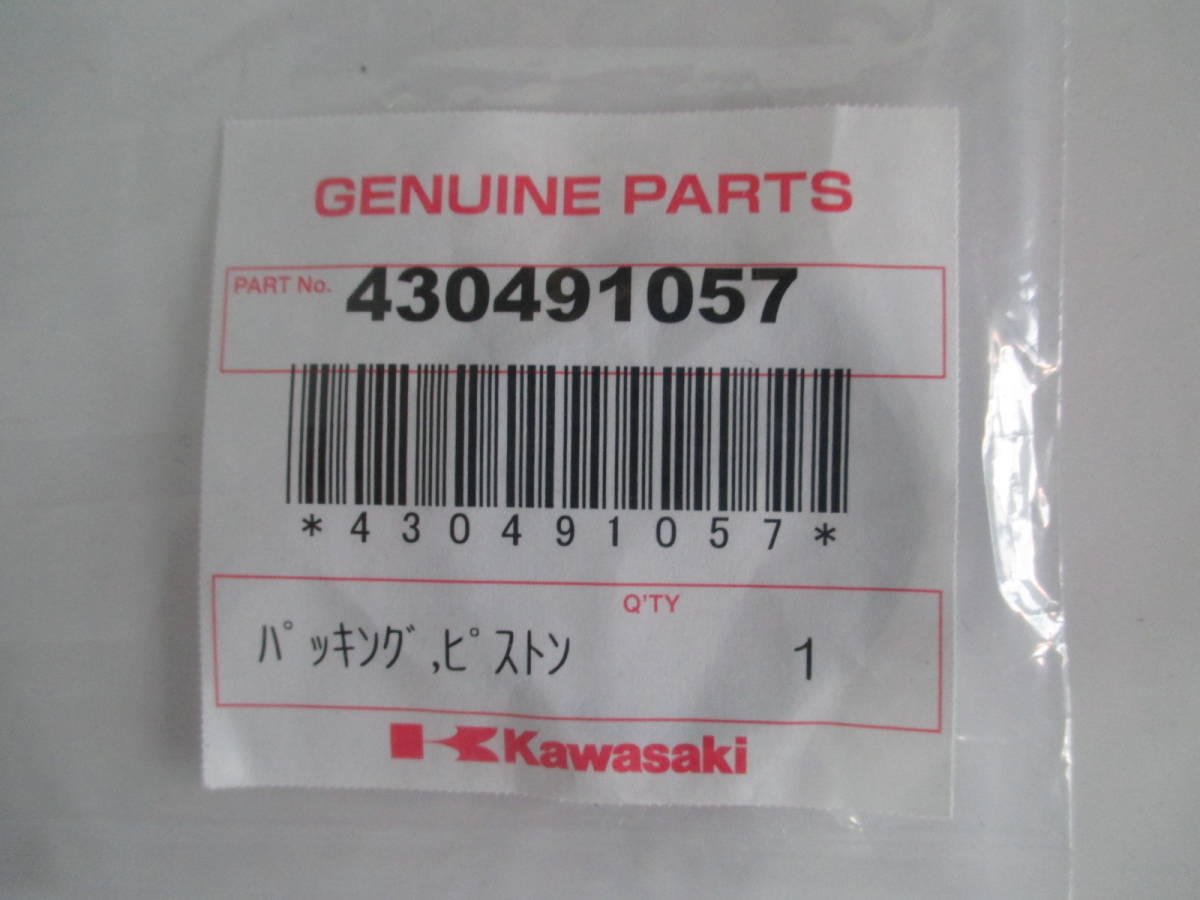 GENUINE PARTS
PART No. 430491057
*430491057*
Q'TY
ﾊﾟｯｷﾝｸﾞ,ﾋﾟｽﾄﾝ 1
Kawasaki